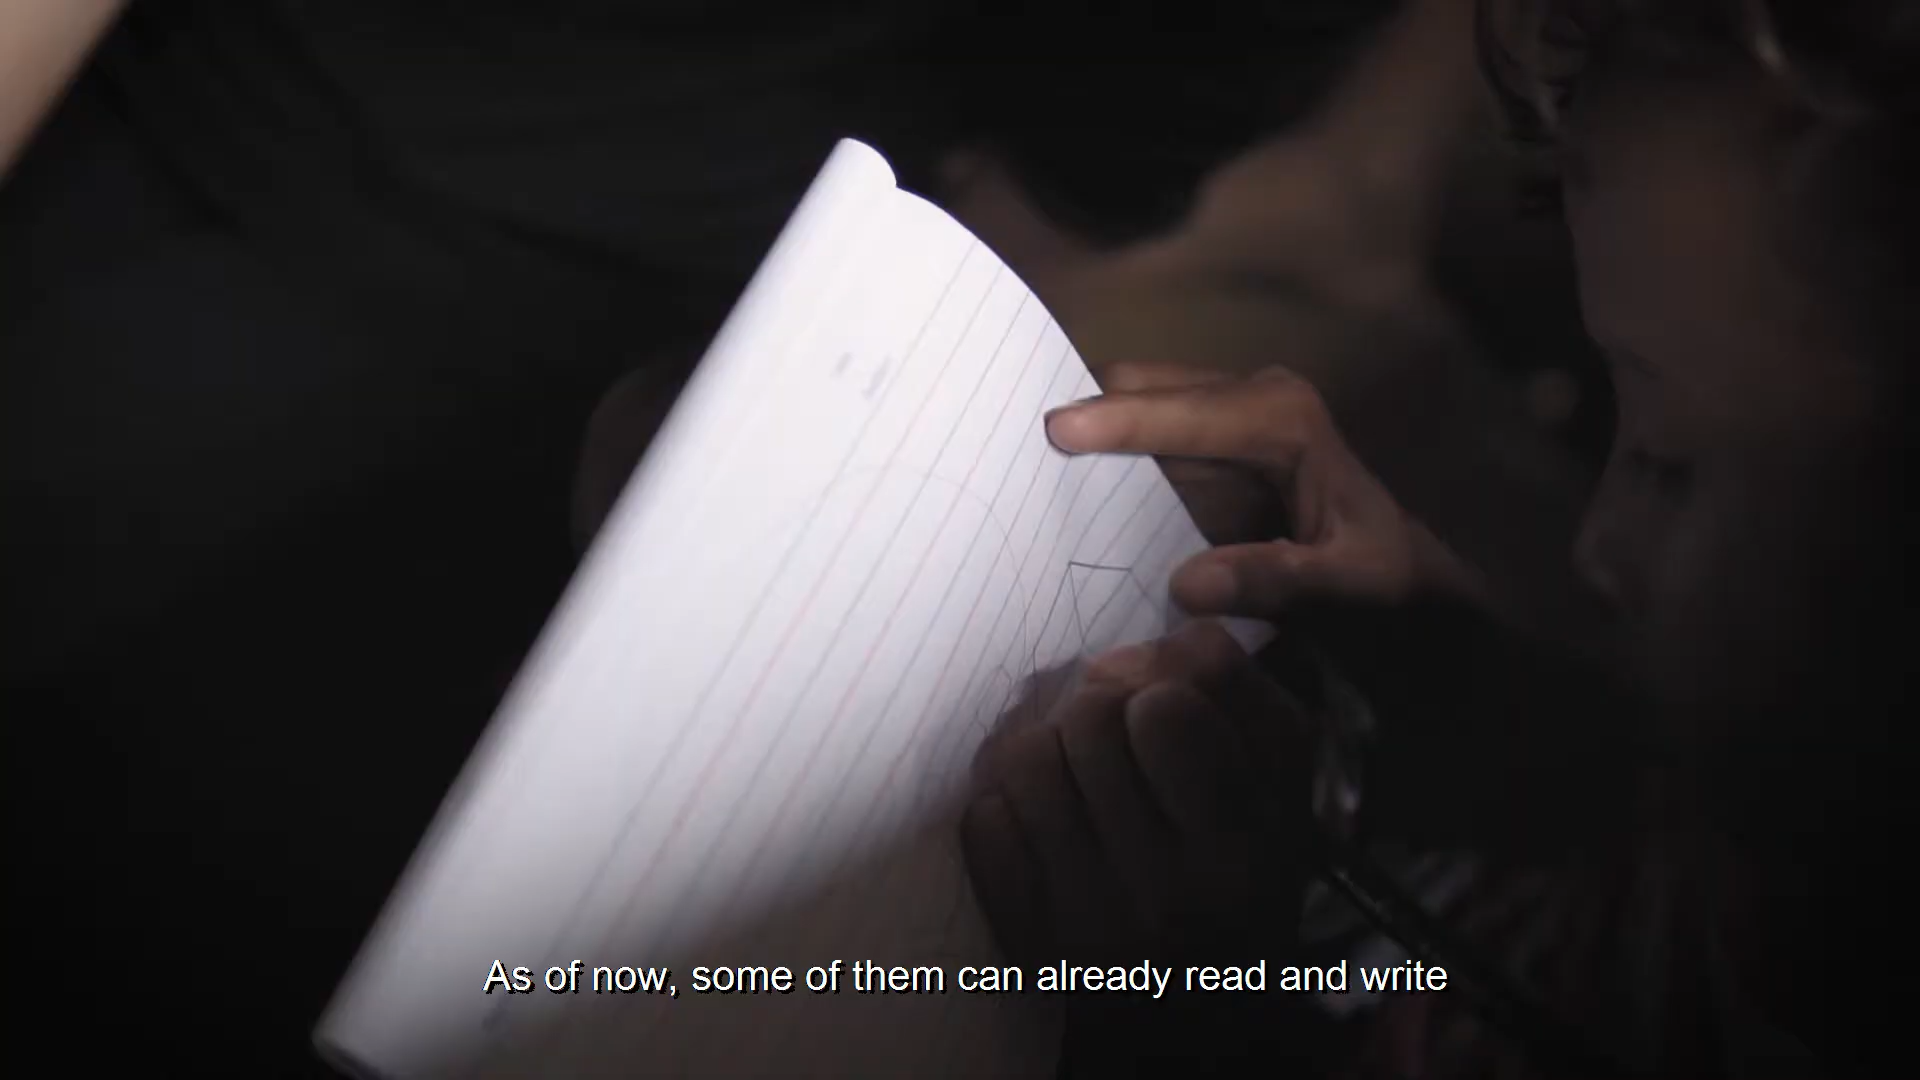 As of now, some of them can already read and write